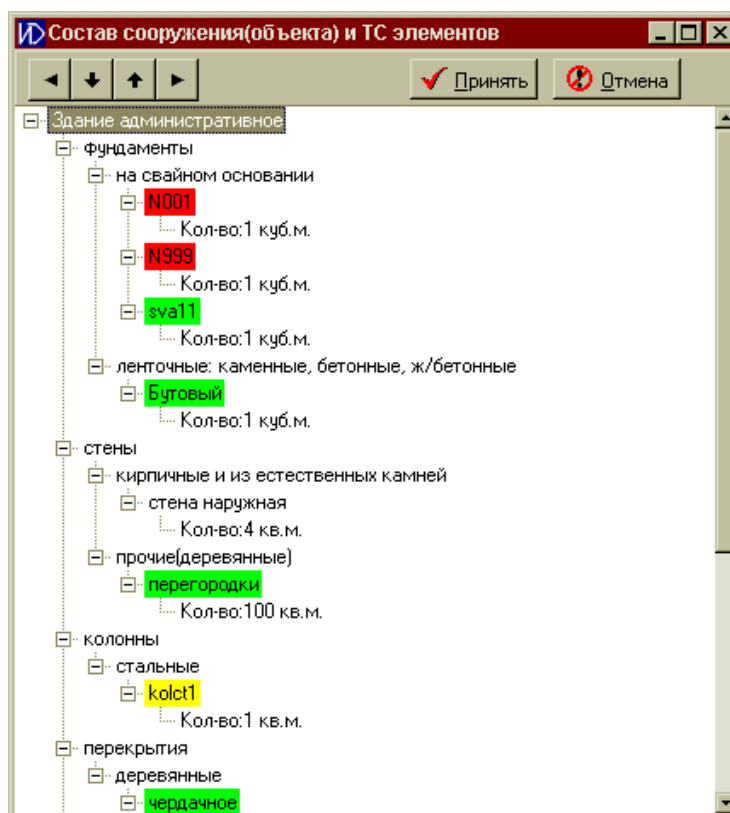 ИД Состав сооружения(объекта) и ТС элементов
Принять Отмена
Здание административное
фундаменты
на свайном основании
N001
Кол-во:1 куб.м.
N999
Кол-во:1 куб.м.
sva11
Кол-во:1 куб.м.
ленточные: каменные, бетонные, ж/бетонные
Бутовый
Кол-во:1 куб.м.
стены
кирпичные и из естественных камней
стена наружная
Кол-во:4 кв.м.
прочие(деревянные)
перегородки
Кол-во:100 кв.м.
колонны
стальные
kolct1
Кол-во:1 кв.м.
перекрытия
деревянные
чердачное